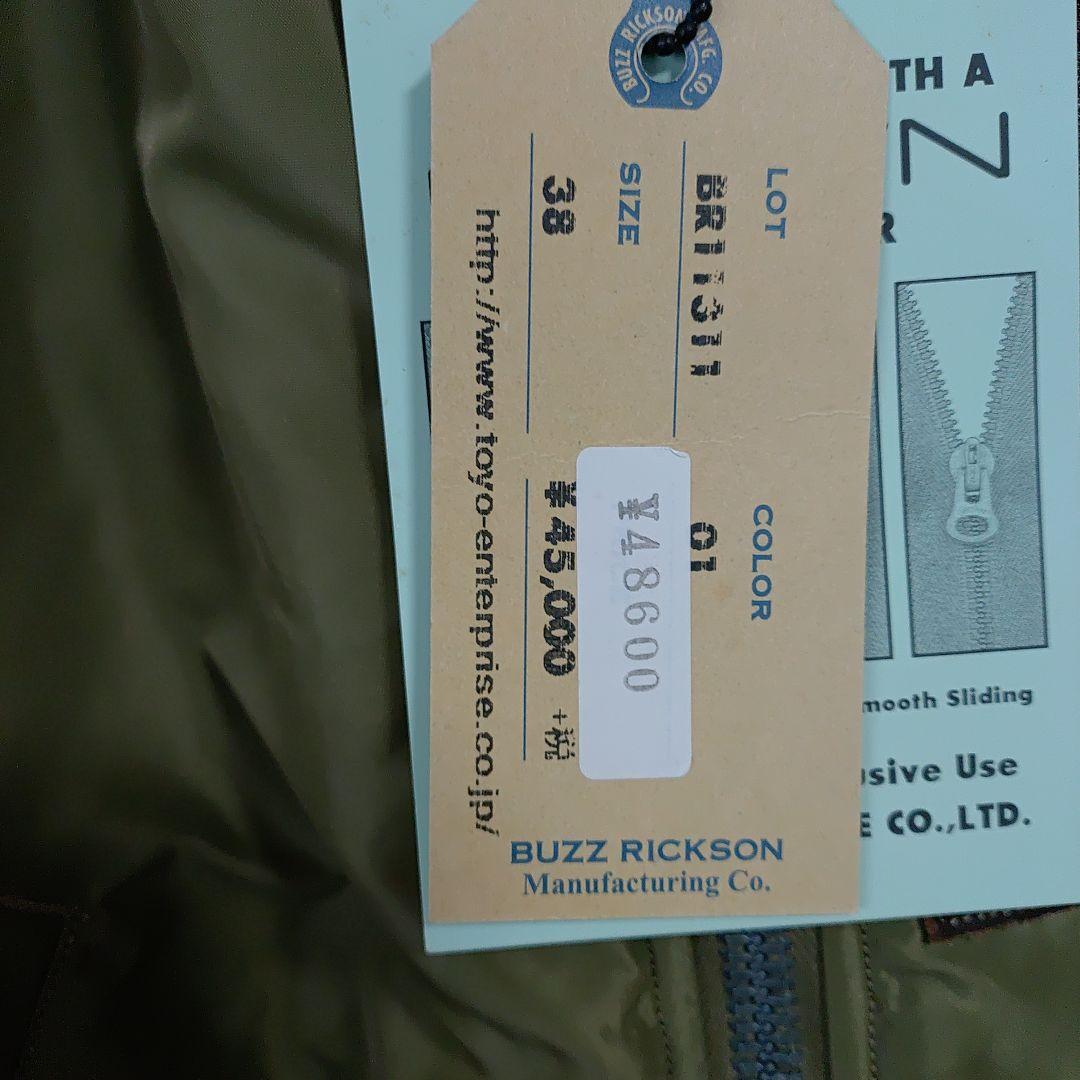 BUZZ RICKSON MFG. CO.
LOT
BR11311
SIZE
38
COLOR
01
¥48600
¥45,000 +税
http://www.toyo-enterprise.co.jp/
BUZZ RICKSON
Manufacturing Co.
TH A
Z
R
mooth Sliding
usive Use
E CO.,LTD.